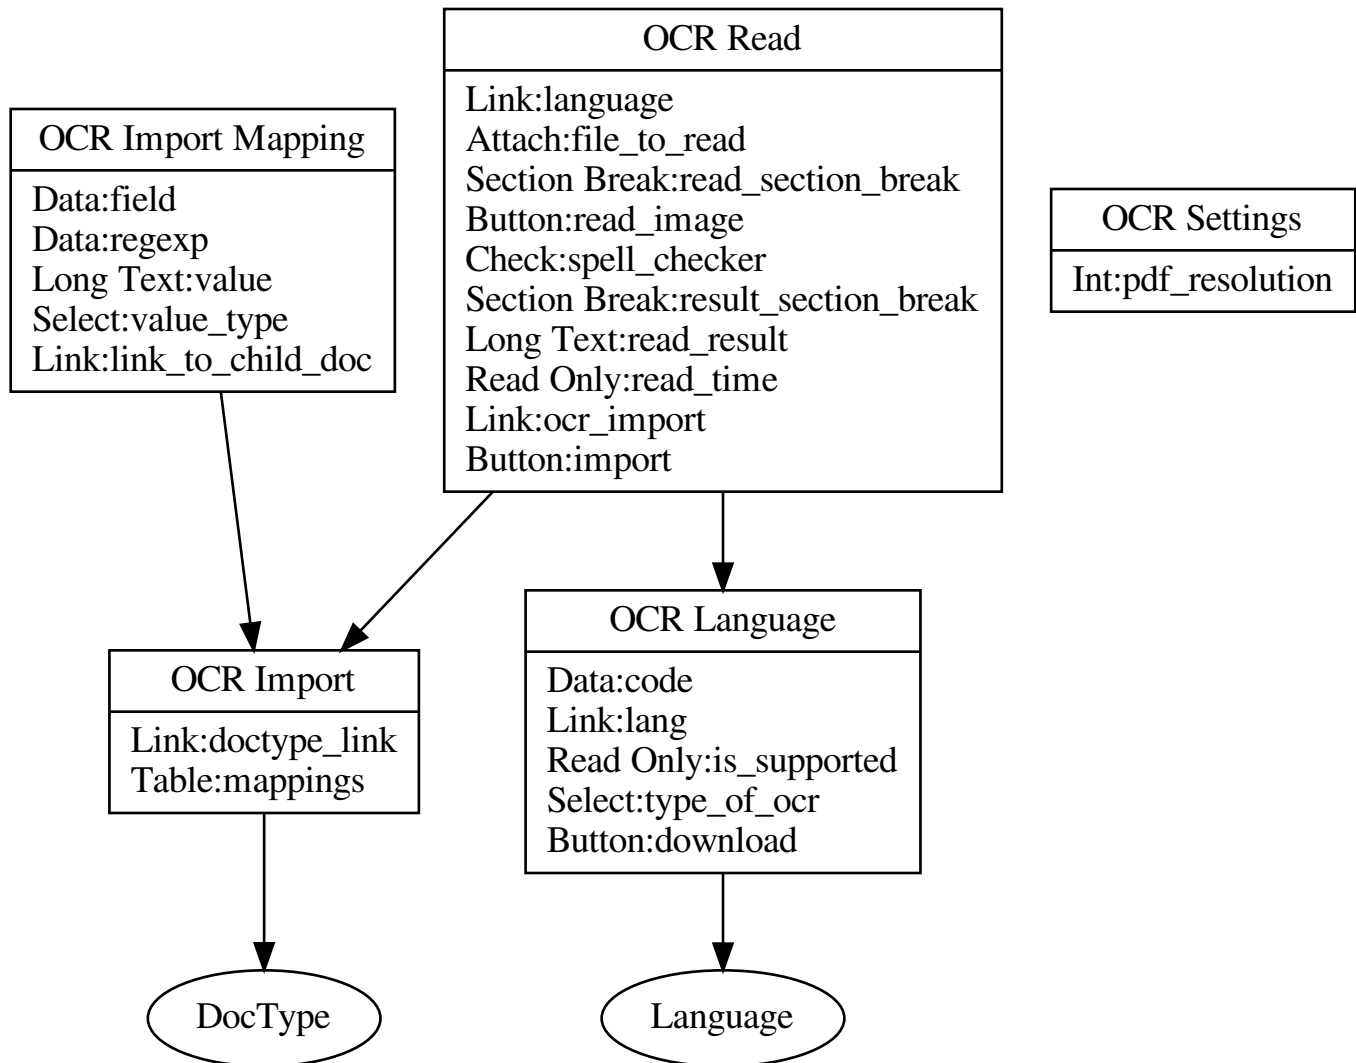 OCR Read
Link:language
Attach:file_to_read
Section Break:read_section_break
Button:read_image
Check:spell_checker
Section Break:result_section_break
Long Text:read_result
Read Only:read_time
Link:ocr_import
Button:import
OCR Import Mapping
Data:field
Data:regexp
Long Text:value
Select:value_type
Link:link_to_child_doc
OCR Settings
Int:pdf_resolution
OCR Import
Link:doctype_link
Table:mappings
OCR Language
Data:code
Link:lang
Read Only:is_supported
Select:type_of_ocr
Button:download
DocType
Language